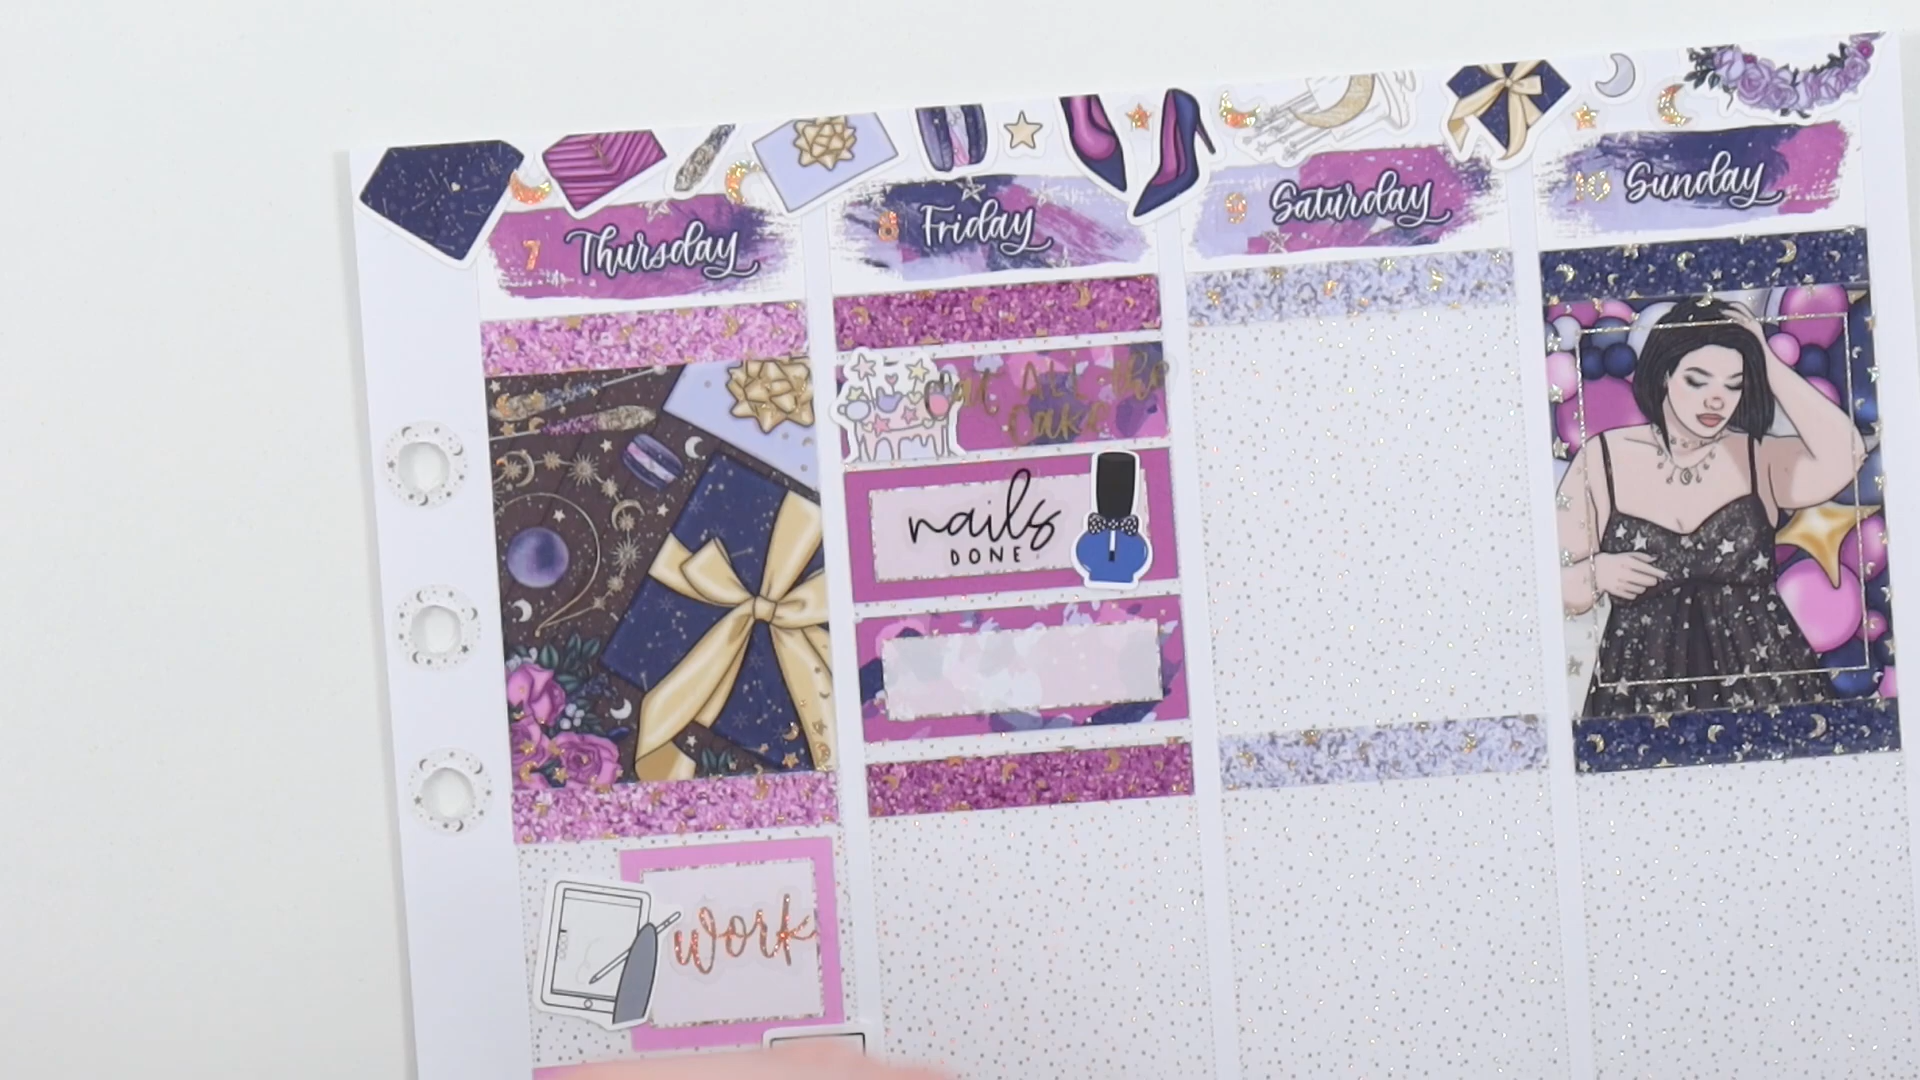 7 Thursday
8 Friday
9 Saturday
10 Sunday
eat ALL the
Cake
nails
DONE
work